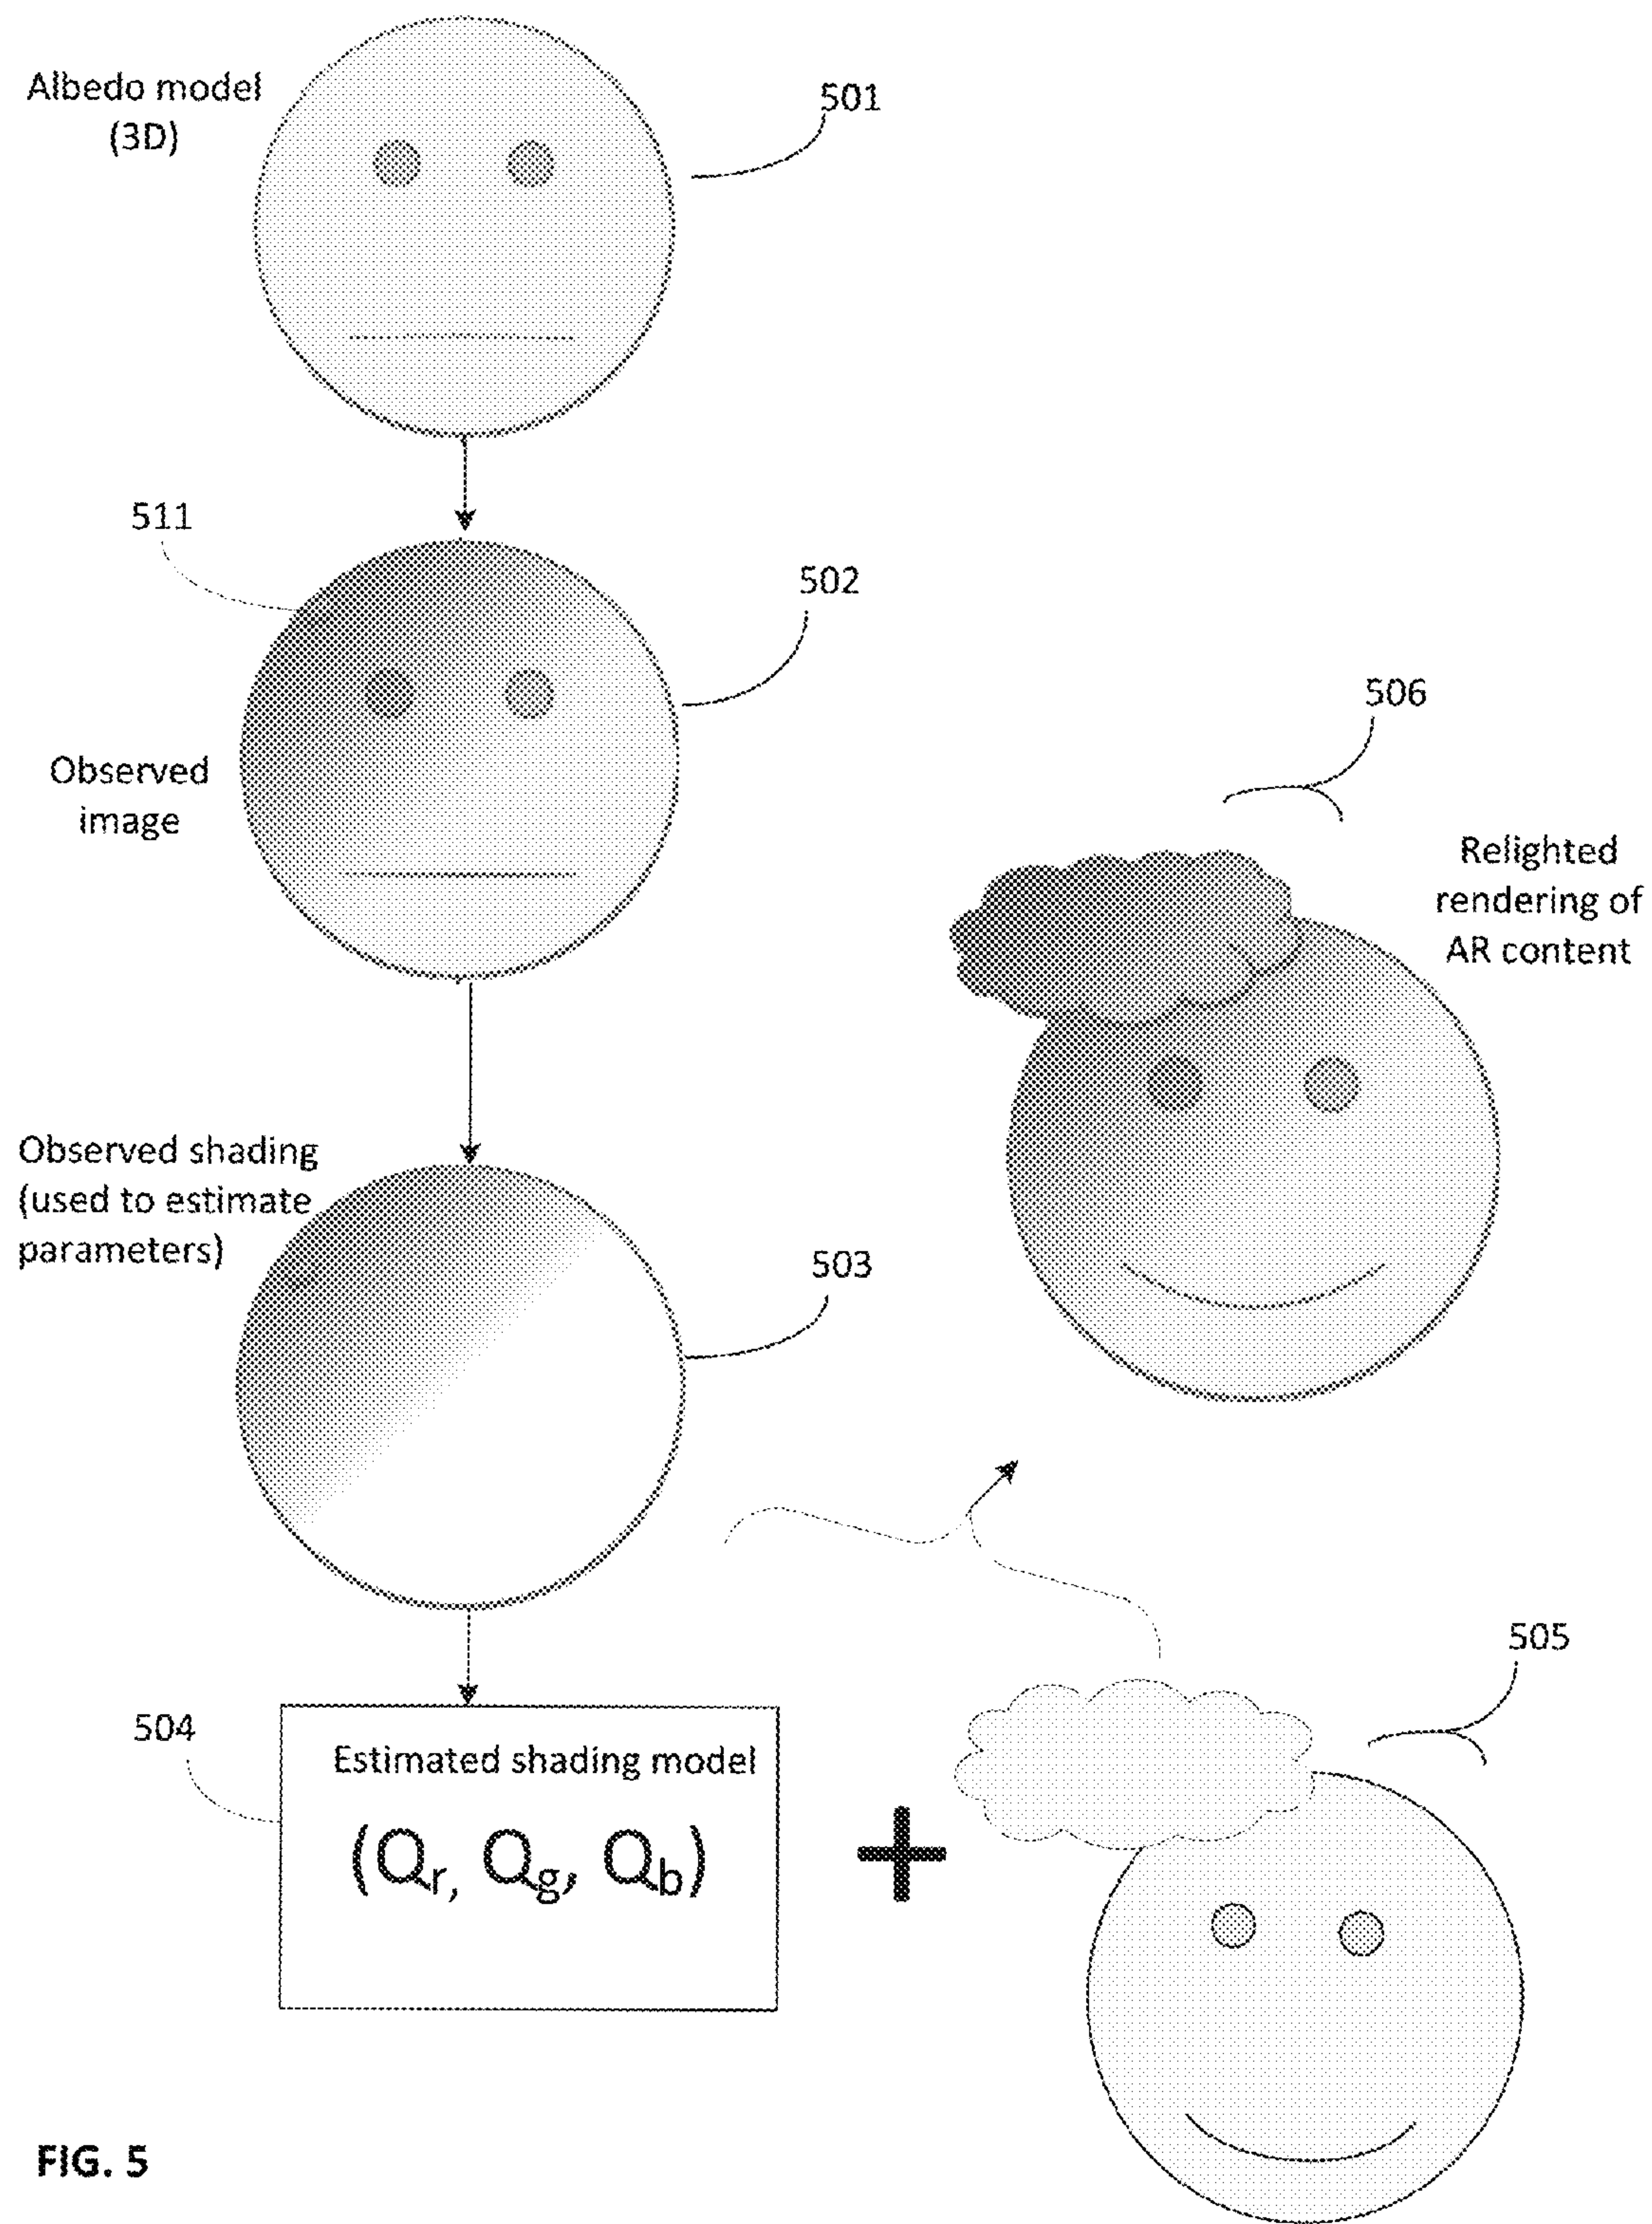 Albedo model
(3D)
501
511
502
Observed
image
506
Relighted
rendering of
AR content
Observed shading
(used to estimate
parameters)
503
505
504
Estimated shading model
(Qr, Qg, Qb)
+
FIG. 5